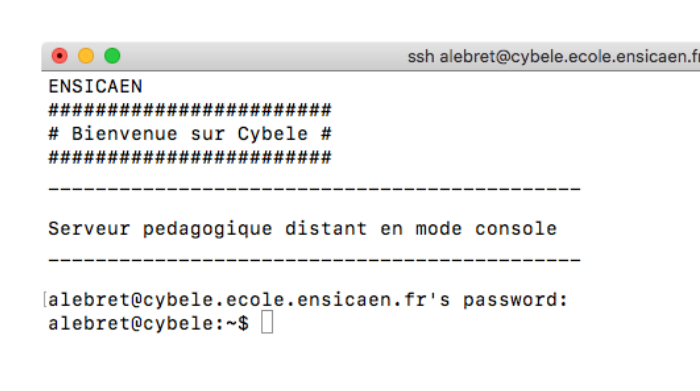 ssh alebret@cybele.ecole.ensicaen.fr
ENSICAEN
########################
# Bienvenue sur Cybele #
########################
---------------------------------------------
Serveur pedagogique distant en mode console
---------------------------------------------
[alebret@cybele.ecole.ensicaen.fr's password:
alebret@cybele:~$